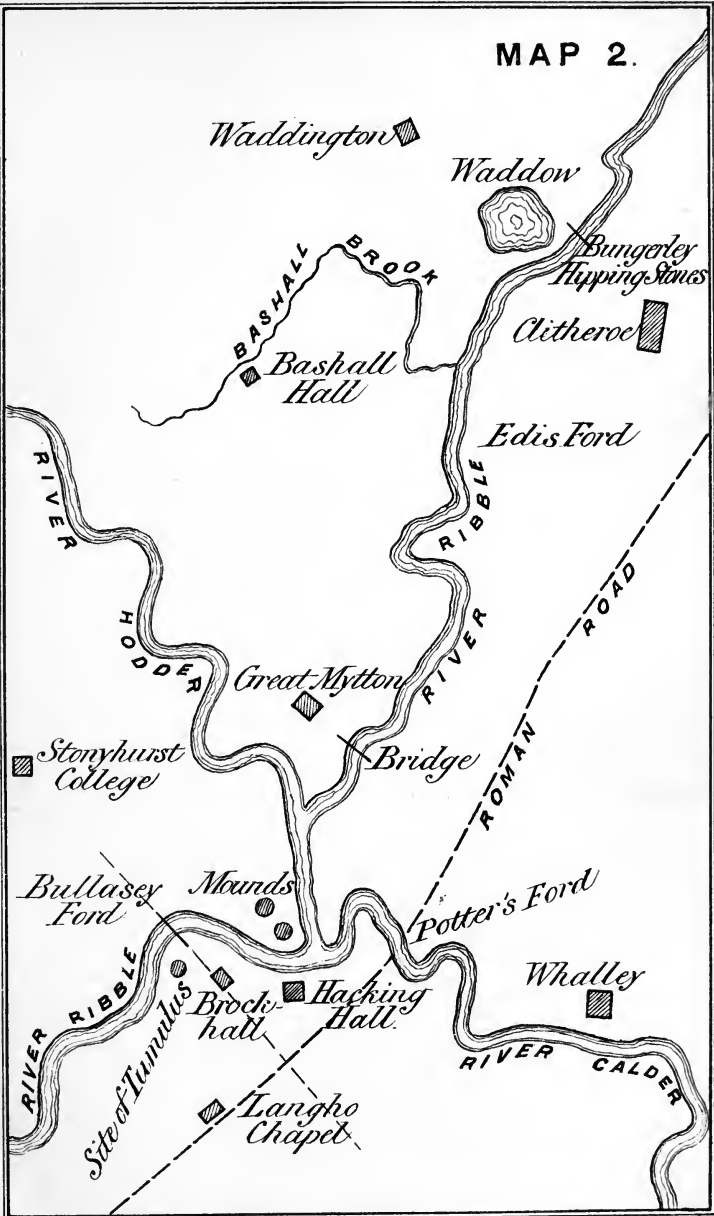 MAP 2.
Waddington
Waddow
Bungerley
Hipping Stones
Clitheroe
BASHALL BROOK
Bashall
Hall
Edis Ford
RIVER HODDER
RIVER RIBBLE
ROMAN ROAD
Great Mytton
Bridge
Stonyhurst
College
Bullasey
Ford
Mounds
Potter's Ford
Whalley
RIVER RIBBLE
Site of Tumulus
Brock-
hall
Hacking
Hall.
RIVER CALDER
Langho
Chapel